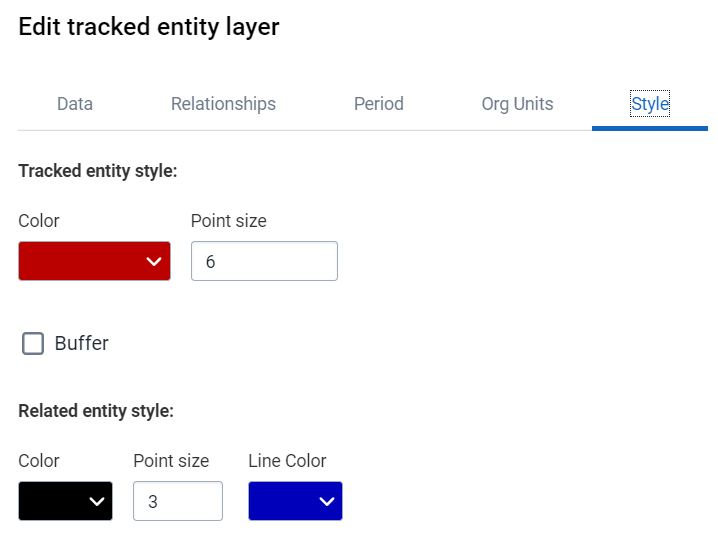 Edit tracked entity layer
Data Relationships Period Org Units Style
Tracked entity style:
Color Point size
6
Buffer
Related entity style:
Color Point size Line Color
3